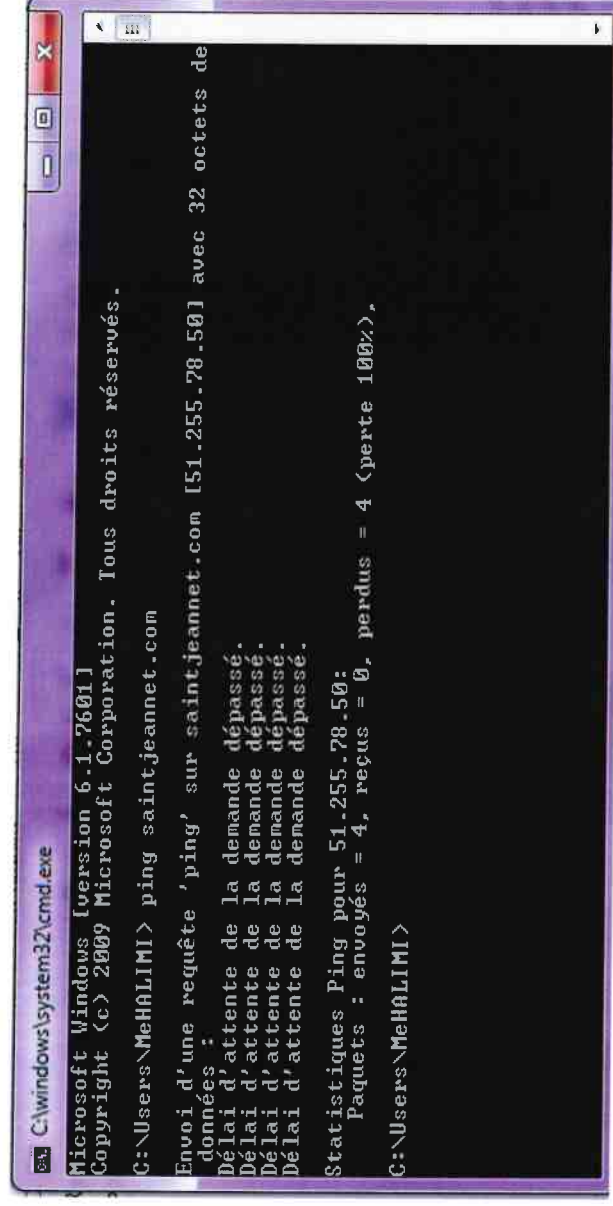 C:\windows\system32\cmd.exe
Microsoft Windows [version 6.1.7601]
Copyright (c) 2009 Microsoft Corporation. Tous droits réservés.
C:\Users\MeHALIMI> ping saintjeannet.com
Envoi d'une requête 'ping' sur saintjeannet.com [51.255.78.50] avec 32 octets de
données :
Délai d'attente de la demande dépassé.
Délai d'attente de la demande dépassé.
Délai d'attente de la demande dépassé.
Délai d'attente de la demande dépassé.
Statistiques Ping pour 51.255.78.50:
Paquets : envoyés = 4, reçus = 0, perdus = 4 (perte 100%),
C:\Users\MeHALIMI>